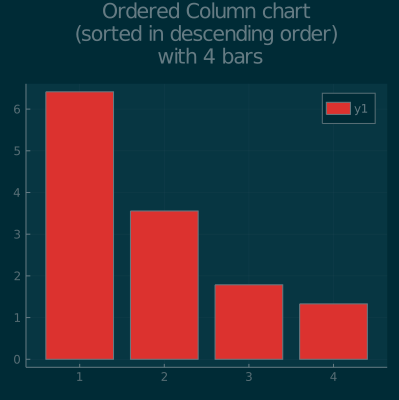 Ordered Column chart
(sorted in descending order)
with 4 bars
y1
6
5
4
3
2
1
0
1 2 3 4